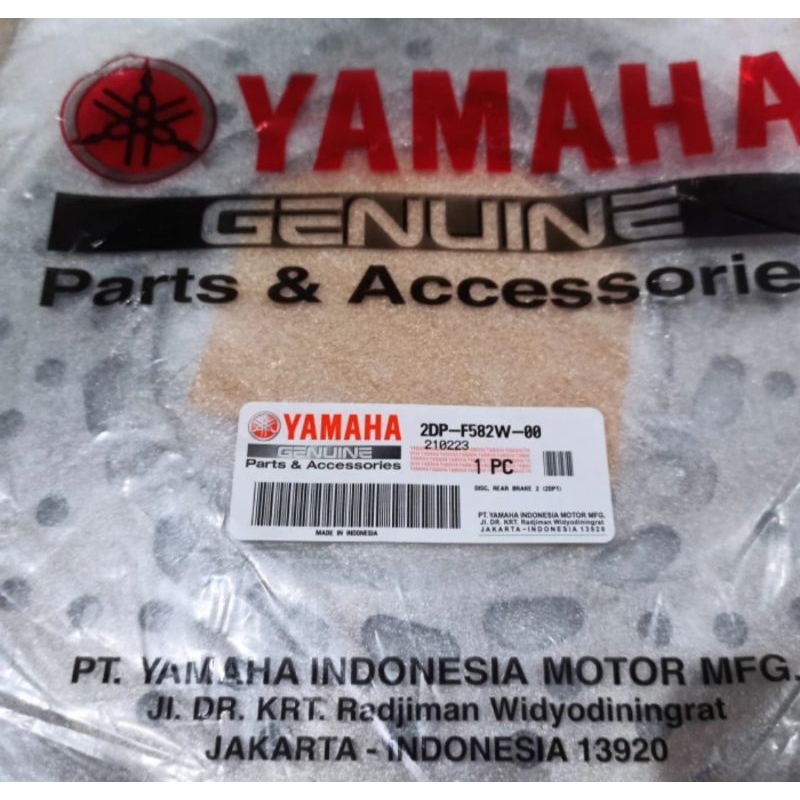 YAMAHA
GENUINE
Parts & Accessorie
YAMAHA
GENUINE
Parts & Accessories
2DP-F582W-00
210223
1 PC
DISC, REAR BRAKE 2 (2DP1)
MADE IN INDONESIA
PT. YAMAHA INDONESIA MOTOR MFG.
Jl. DR. KRT. Radjiman Widyodiningrat
JAKARTA-INDONESIA 13920
PT. YAMAHA INDONESIA MOTOR MFG.
Jl. DR. KRT. Radjiman Widyodiningrat
JAKARTA - INDONESIA 13920